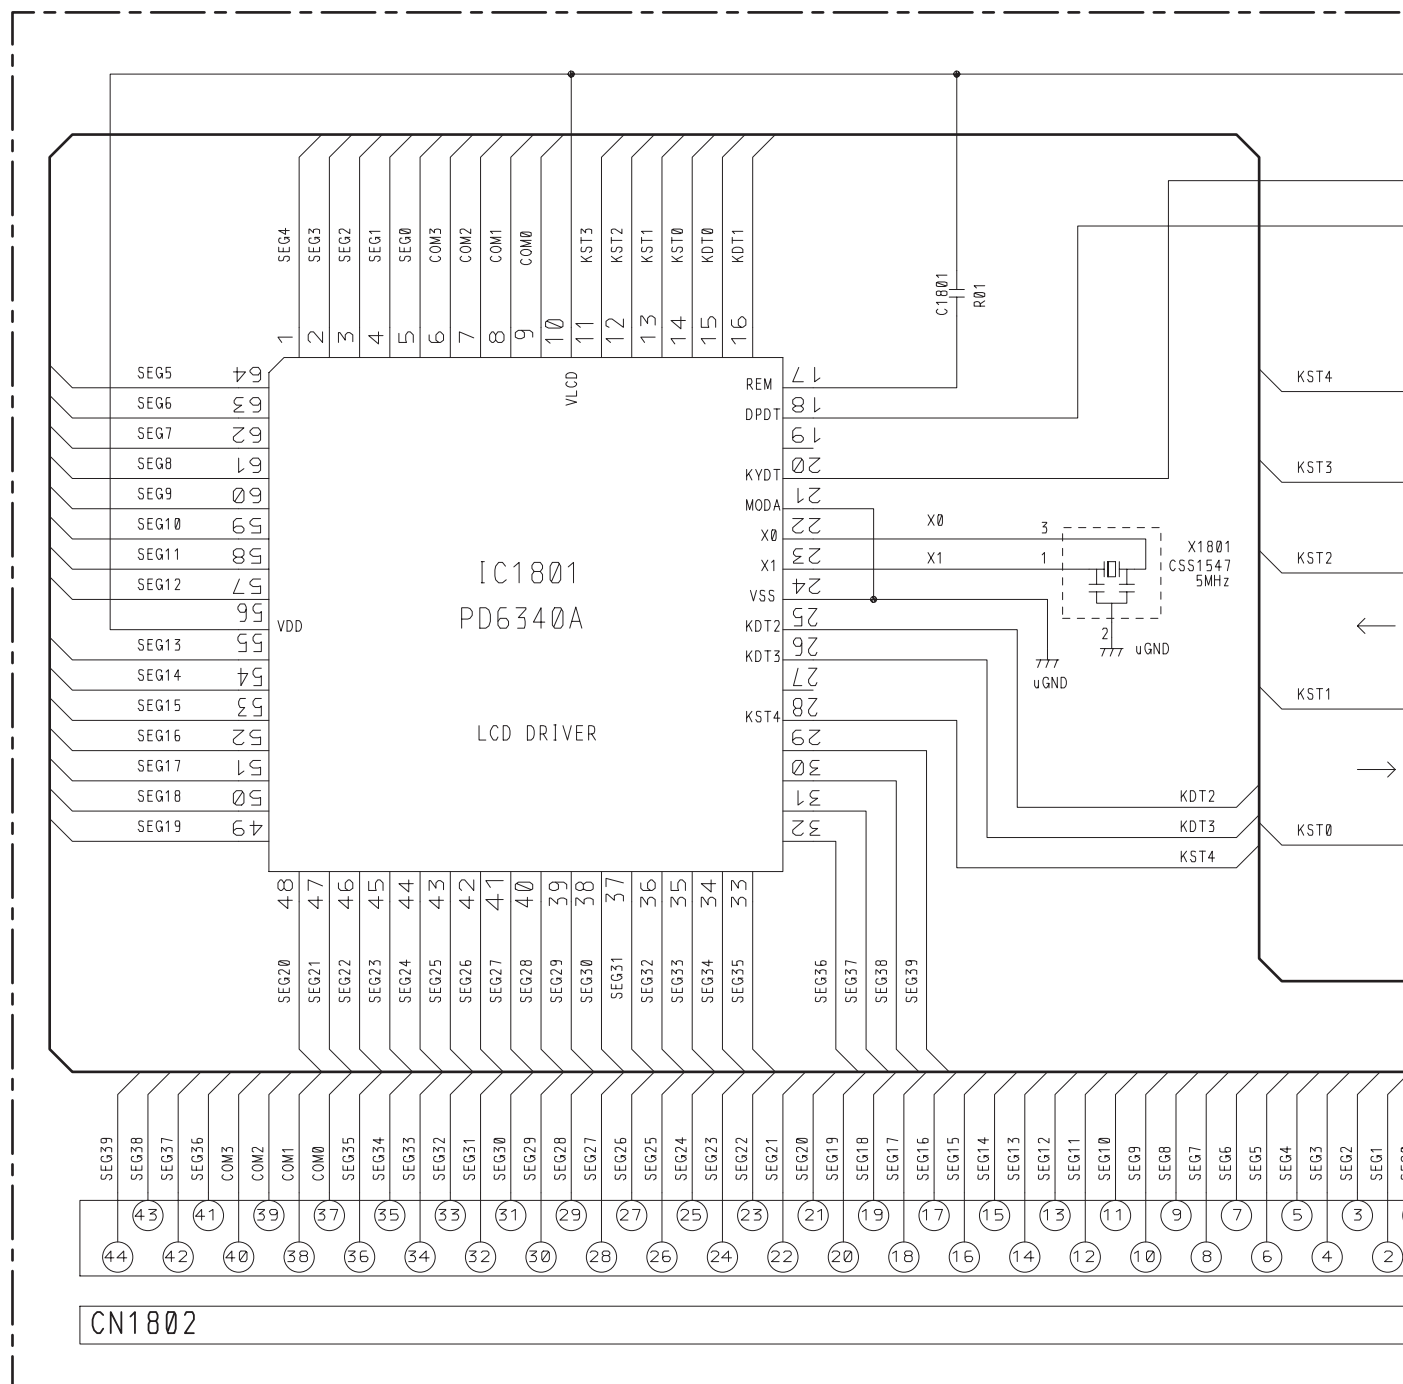 SEG4 SEG3 SEG2 SEG1 SEG0 COM3 COM2 COM1 COM0 KST3 KST2 KST1 KST0 KDT0 KDT1
1 2 3 4 5 6 7 8 9 10 11 12 13 14 15 16
C1801
R01
SEG5 64
SEG6 63
SEG7 62
SEG8 61
SEG9 60
SEG10 59
SEG11 58
SEG12 57
56 VDD
SEG13 55
SEG14 54
SEG15 53
SEG16 52
SEG17 51
SEG18 50
SEG19 49
VLCD
IC1801
PD6340A
LCD DRIVER
REM 17
DPDT 18
19
KYDT 20
MODA 21
X0 22
X1 23
VSS 24
KDT2 25
KDT3 26
27
KST4 28
29
30
31
32
X0 3
X1 1
X1801
CSS1547
5MHz
2
uGND
uGND
KDT2
KDT3
KST4
KST4
KST3
KST2
KST1
KST0
48 47 46 45 44 43 42 41 40 39 38 37 36 35 34 33
SEG20 SEG21 SEG22 SEG23 SEG24 SEG25 SEG26 SEG27 SEG28 SEG29 SEG30 SEG31 SEG32 SEG33 SEG34 SEG35 SEG36 SEG37 SEG38 SEG39
SEG39 SEG38 SEG37 SEG36 COM3 COM2 COM1 COM0 SEG35 SEG34 SEG33 SEG32 SEG31 SEG30 SEG29 SEG28 SEG27 SEG26 SEG25 SEG24 SEG23 SEG22 SEG21 SEG20 SEG19 SEG18 SEG17 SEG16 SEG15 SEG14 SEG13 SEG12 SEG11 SEG10 SEG9 SEG8 SEG7 SEG6 SEG5 SEG4 SEG3 SEG2 SEG1
43 41 39 37 35 33 31 29 27 25 23 21 19 17 15 13 11 9 7 5 3
44 42 40 38 36 34 32 30 28 26 24 22 20 18 16 14 12 10 8 6 4 2
CN1802